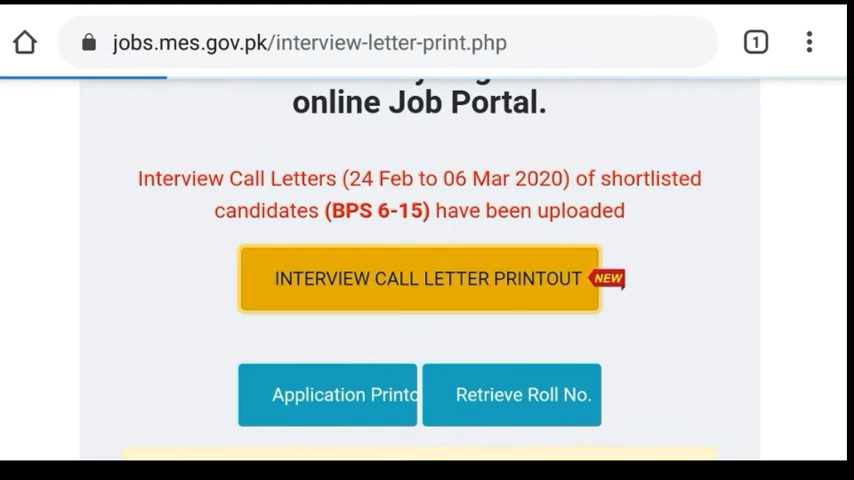 jobs.mes.gov.pk/interview-letter-print.php
1
online Job Portal.
Interview Call Letters (24 Feb to 06 Mar 2020) of shortlisted
candidates (BPS 6-15) have been uploaded
INTERVIEW CALL LETTER PRINTOUT NEW
Application Printo Retrieve Roll No.